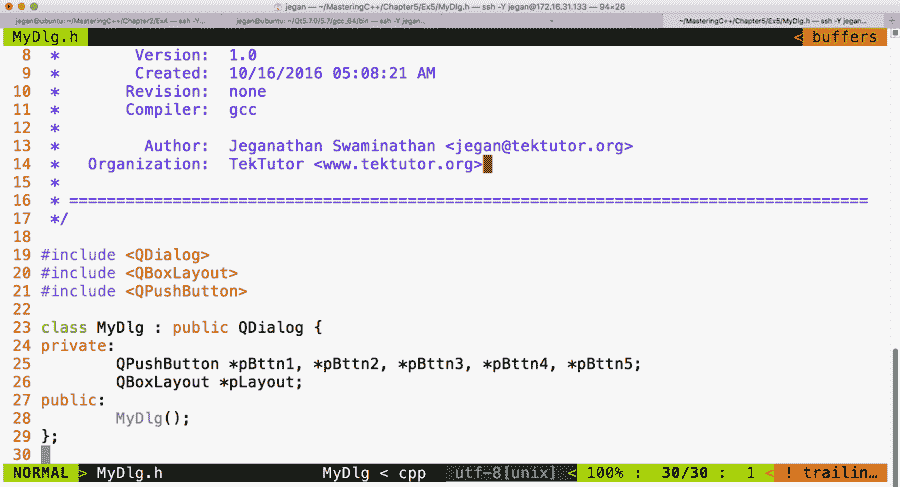 jegan — ~/MasteringC++/Chapter5/Ex5/MyDlg.h — ssh -Y jegan@172.16.31.133 — 94×26
jegan@ubuntu: ~/MasteringC++/Chapter2/ExA — ssh -Y... jegan@ubuntu: ~/Qt5.7.0/5.7/gcc_64/bin — ssh -Y jegan... ~/MasteringC++/Chapter5/Ex5/MyDlg.h — ssh -Y jegan... +
MyDlg.h < buffers
8 * Version: 1.0
9 * Created: 10/16/2016 05:08:21 AM
10 * Revision: none
11 * Compiler: gcc
12 *
13 * Author: Jeganathan Swaminathan <jegan@tektutor.org>
14 * Organization: TekTutor <www.tektutor.org>
15 *
16 * =====================================================================================
17 */
18
19 #include <QDialog>
20 #include <QBoxLayout>
21 #include <QPushButton>
22
23 class MyDlg : public QDialog {
24 private:
25 QPushButton *pBttn1, *pBttn2, *pBttn3, *pBttn4, *pBttn5;
26 QBoxLayout *pLayout;
27 public:
28 MyDlg();
29 };
30
NORMAL > MyDlg.h MyDlg < cpp utf-8[unix] < 100% : 30/30 : 1 < ! trailin…